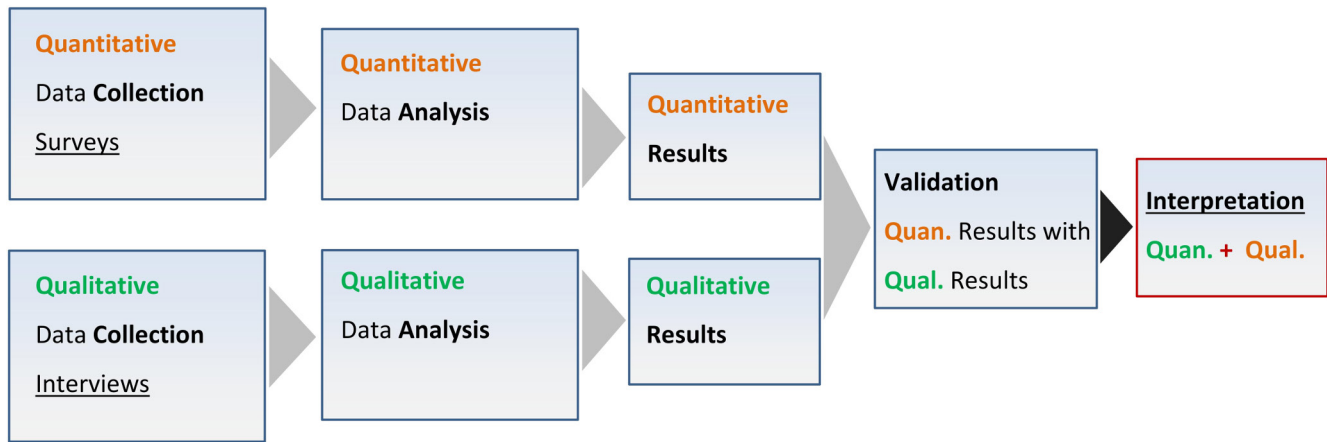 Quantitative
Data Collection
Surveys
Quantitative
Data Analysis
Quantitative
Results
Qualitative
Data Collection
Interviews
Qualitative
Data Analysis
Qualitative
Results
Validation
Quan. Results with
Qual. Results
Interpretation
Quan. + Qual.